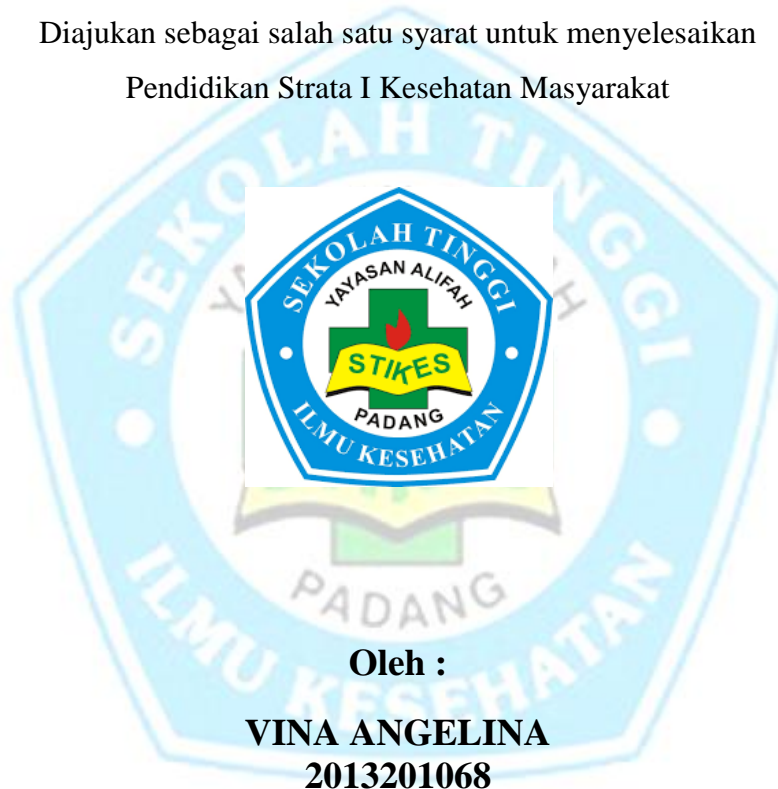 Diajukan sebagai salah satu syarat untuk menyelesaikan
Pendidikan Strata I Kesehatan Masyarakat
SEKOLAH TINGGI
YAYASAN ALIFAH
STIKES
PADANG
ILMU KESEHATAN
Oleh :
VINA ANGELINA
2013201068